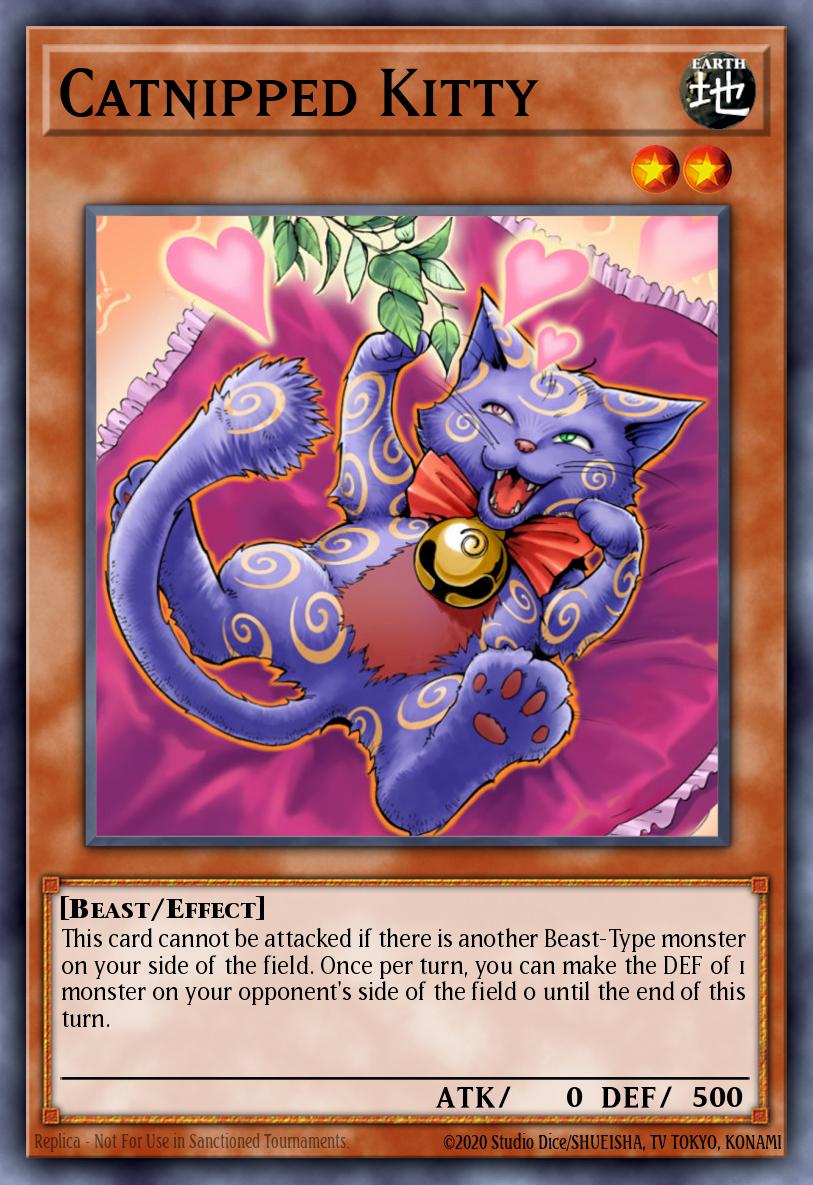 Catnipped Kitty
EARTH
地
[Beast/Effect]
This card cannot be attacked if there is another Beast-Type monster
on your side of the field. Once per turn, you can make the DEF of 1
monster on your opponent's side of the field 0 until the end of this
turn.
ATK/ 0 DEF/ 500
Replica - Not For Use in Sanctioned Tournaments.
©2020 Studio Dice/SHUEISHA, TV TOKYO, KONAMI